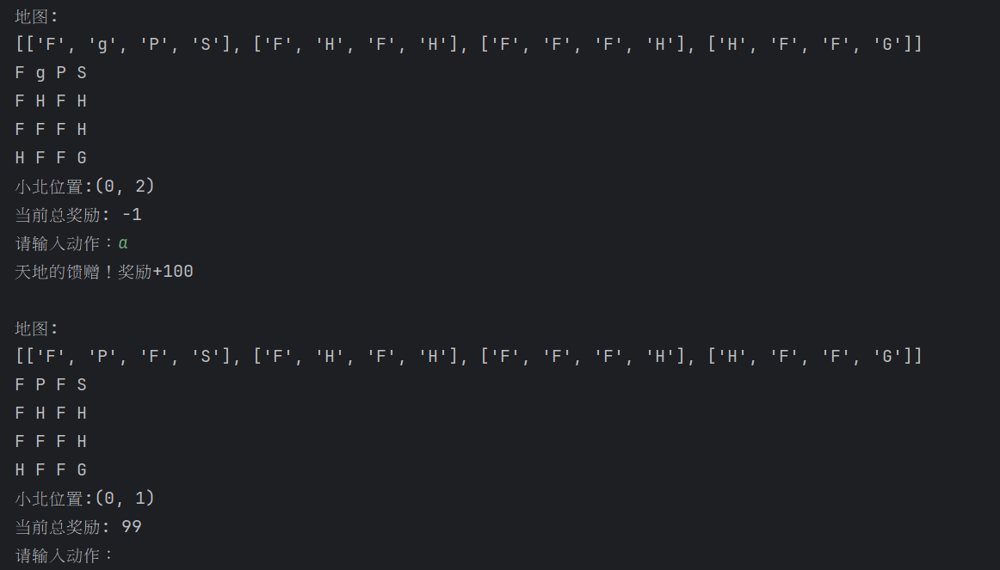 地图:
[['F', 'g', 'P', 'S'], ['F', 'H', 'F', 'H'], ['F', 'F', 'F', 'H'], ['H', 'F', 'F', 'G']]
F g P S
F H F H
F F F H
H F F G
小北位置:(0, 2)
当前总奖励: -1
请输入动作：a
天地的馈赠！奖励+100
地图:
[['F', 'P', 'F', 'S'], ['F', 'H', 'F', 'H'], ['F', 'F', 'F', 'H'], ['H', 'F', 'F', 'G']]
F P F S
F H F H
F F F H
H F F G
小北位置:(0, 1)
当前总奖励: 99
请输入动作：